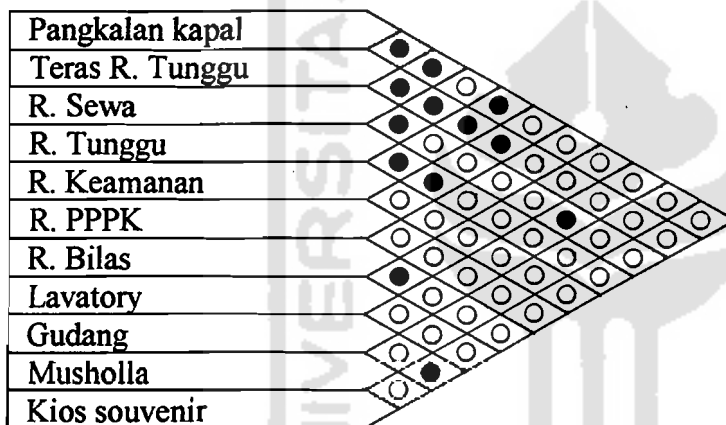 Pangkalan kapal
Teras R. Tunggu
R. Sewa
R. Tunggu
R. Keamanan
R. PPPK
R. Bilas
Lavatory
Gudang
Musholla
Kios souvenir